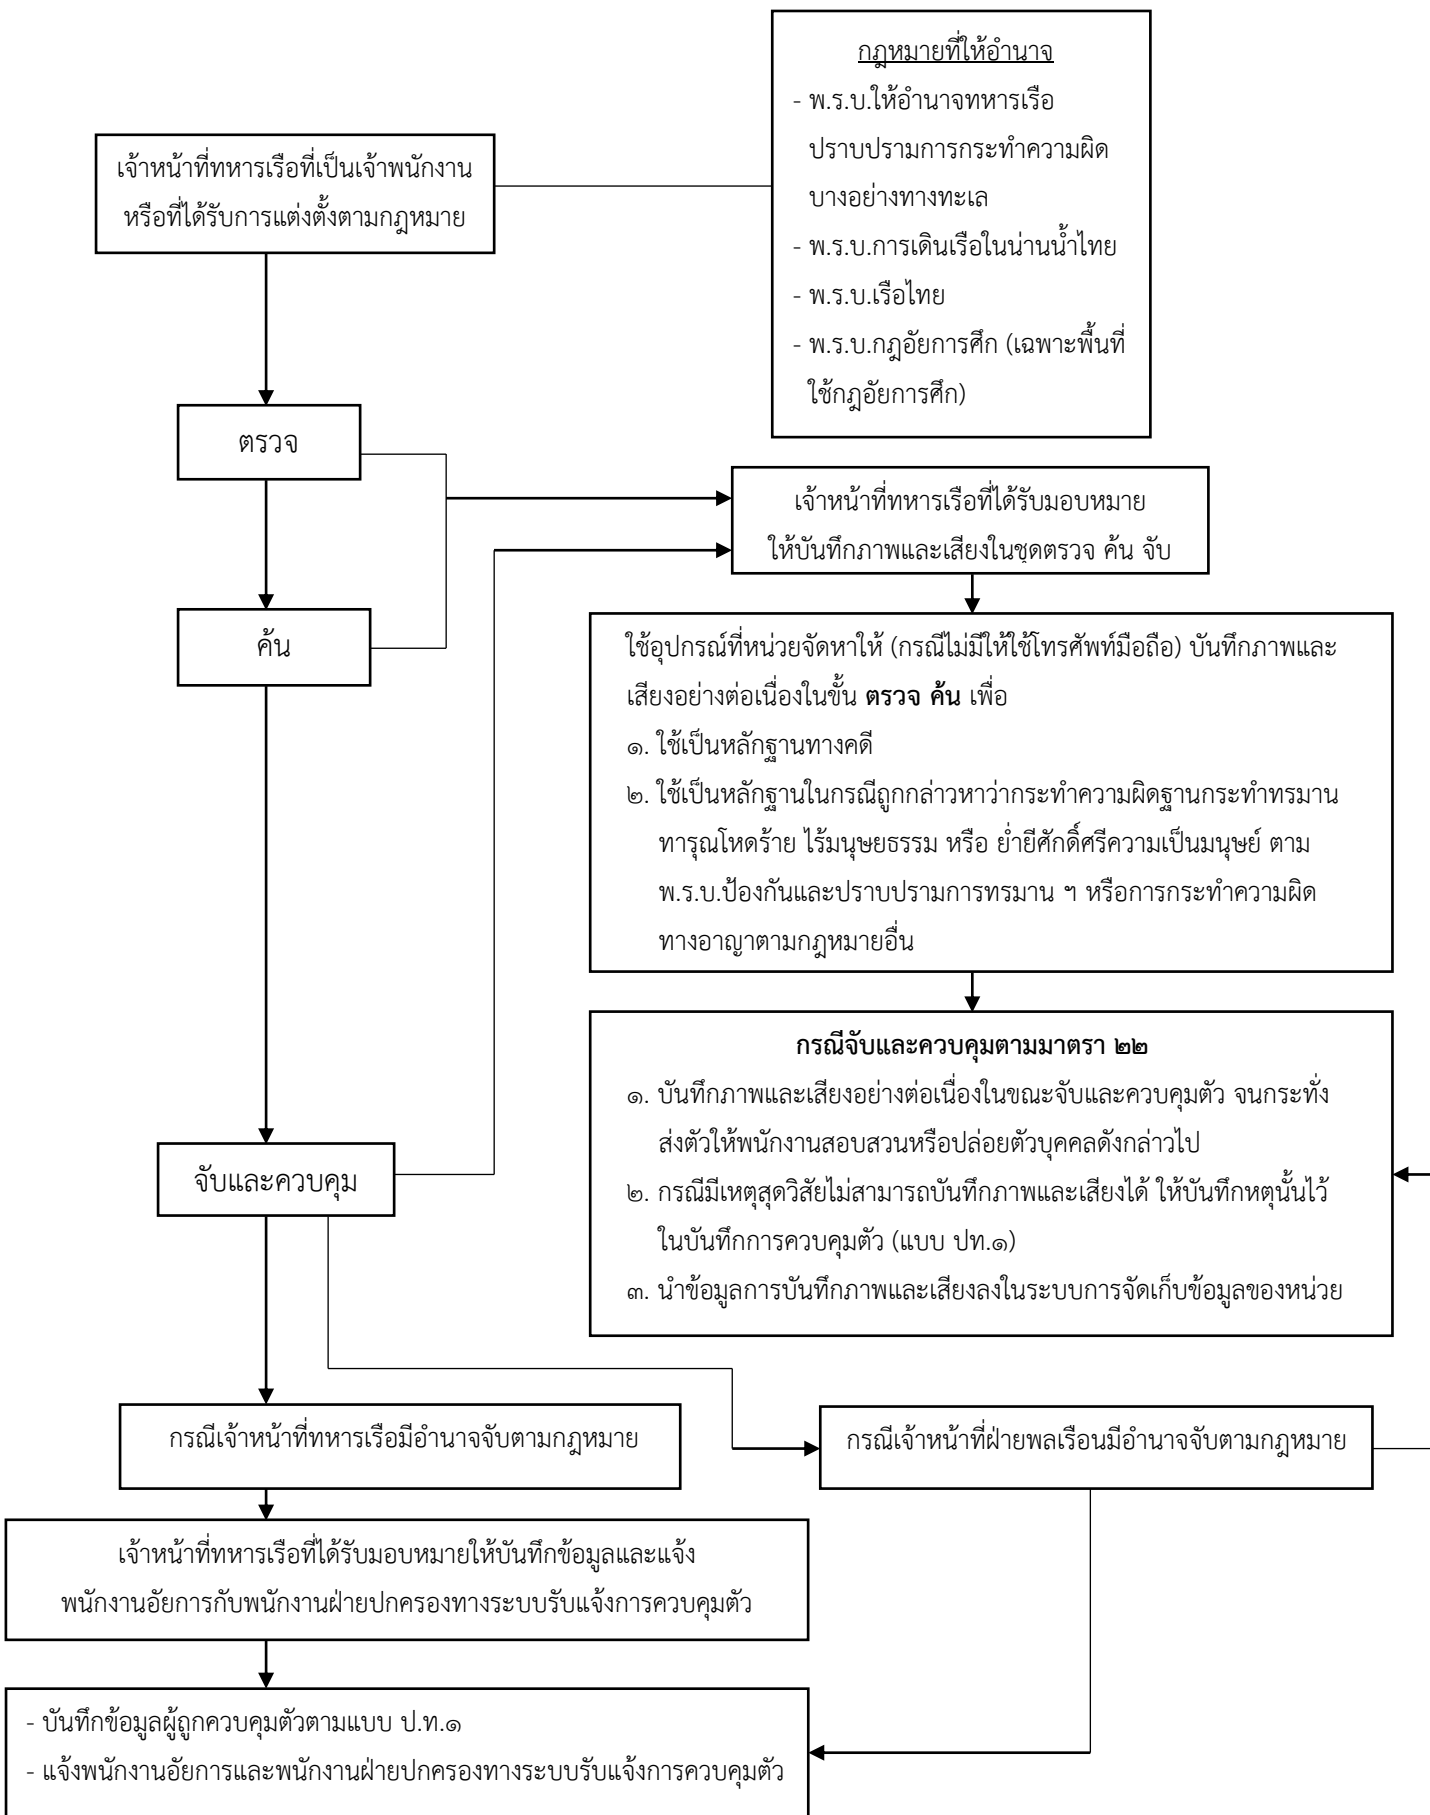 กฎหมายที่ให้อำนาจ
- พ.ร.บ.ให้อำนาจทหารเรือ
ปราบปรามการกระทำความผิด
บางอย่างทางทะเล
- พ.ร.บ.การเดินเรือในน่านน้ำไทย
- พ.ร.บ.เรือไทย
- พ.ร.บ.กฎอัยการศึก (เฉพาะพื้นที่
ใช้กฎอัยการศึก)
เจ้าหน้าที่ทหารเรือที่เป็นเจ้าพนักงาน
หรือที่ได้รับการแต่งตั้งตามกฎหมาย
ตรวจ
เจ้าหน้าที่ทหารเรือที่ได้รับมอบหมาย
ให้บันทึกภาพและเสียงในชุดตรวจ ค้น จับ
ค้น
ใช้อุปกรณ์ที่หน่วยจัดหาให้ (กรณีไม่มีให้ใช้โทรศัพท์มือถือ) บันทึกภาพและ
เสียงอย่างต่อเนื่องในขั้น ตรวจ ค้น เพื่อ
๑. ใช้เป็นหลักฐานทางคดี
๒. ใช้เป็นหลักฐานในกรณีถูกกล่าวหาว่ากระทำความผิดฐานกระทำทรมาน
ทารุณโหดร้าย ไร้มนุษยธรรม หรือ ย่ำยีศักดิ์ศรีความเป็นมนุษย์ ตาม
พ.ร.บ.ป้องกันและปราบปรามการทรมาน ฯ หรือการกระทำความผิด
ทางอาญาตามกฎหมายอื่น
กรณีจับและควบคุมตามมาตรา ๒๒
๑. บันทึกภาพและเสียงอย่างต่อเนื่องในขณะจับและควบคุมตัว จนกระทั่ง
ส่งตัวให้พนักงานสอบสวนหรือปล่อยตัวบุคคลดังกล่าวไป
๒. กรณีมีเหตุสุดวิสัยไม่สามารถบันทึกภาพและเสียงได้ ให้บันทึกหตุนั้นไว้
ในบันทึกการควบคุมตัว (แบบ ปท.๑)
๓. นำข้อมูลการบันทึกภาพและเสียงลงในระบบการจัดเก็บข้อมูลของหน่วย
จับและควบคุม
กรณีเจ้าหน้าที่ทหารเรือมีอำนาจจับตามกฎหมาย
กรณีเจ้าหน้าที่ฝ่ายพลเรือนมีอำนาจจับตามกฎหมาย
เจ้าหน้าที่ทหารเรือที่ได้รับมอบหมายให้บันทึกข้อมูลและแจ้ง
พนักงานอัยการกับพนักงานฝ่ายปกครองทางระบบรับแจ้งการควบคุมตัว
- บันทึกข้อมูลผู้ถูกควบคุมตัวตามแบบ ป.ท.๑
- แจ้งพนักงานอัยการและพนักงานฝ่ายปกครองทางระบบรับแจ้งการควบคุมตัว